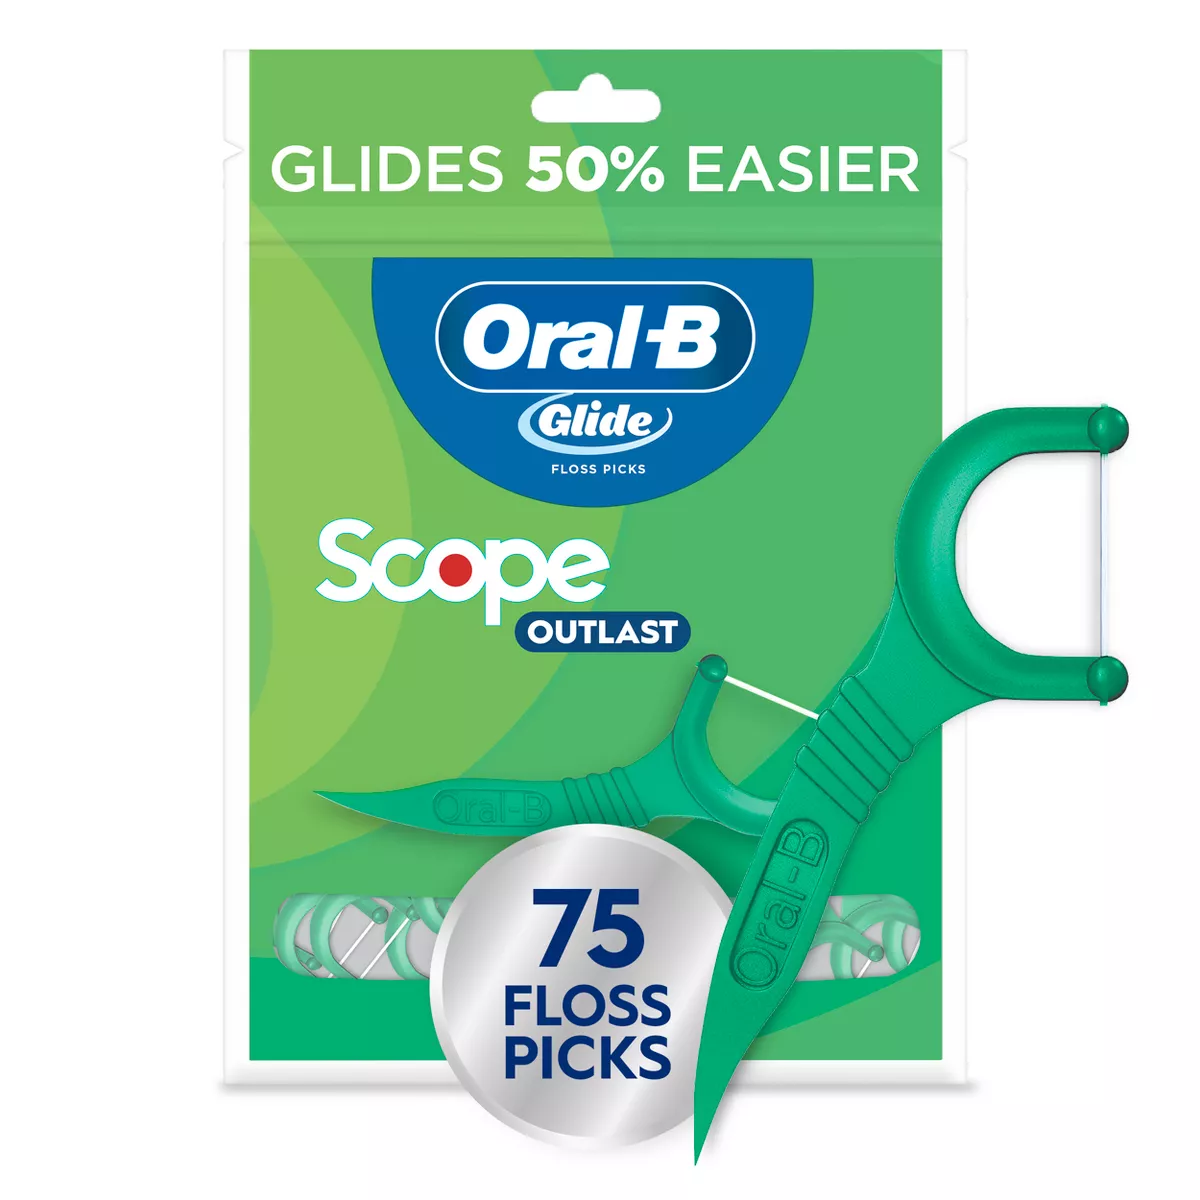 GLIDES 50% EASIER
Oral-B
Glide
FLOSS PICKS
Scope
OUTLAST
Oral-B
Oral-B
75
FLOSS
PICKS